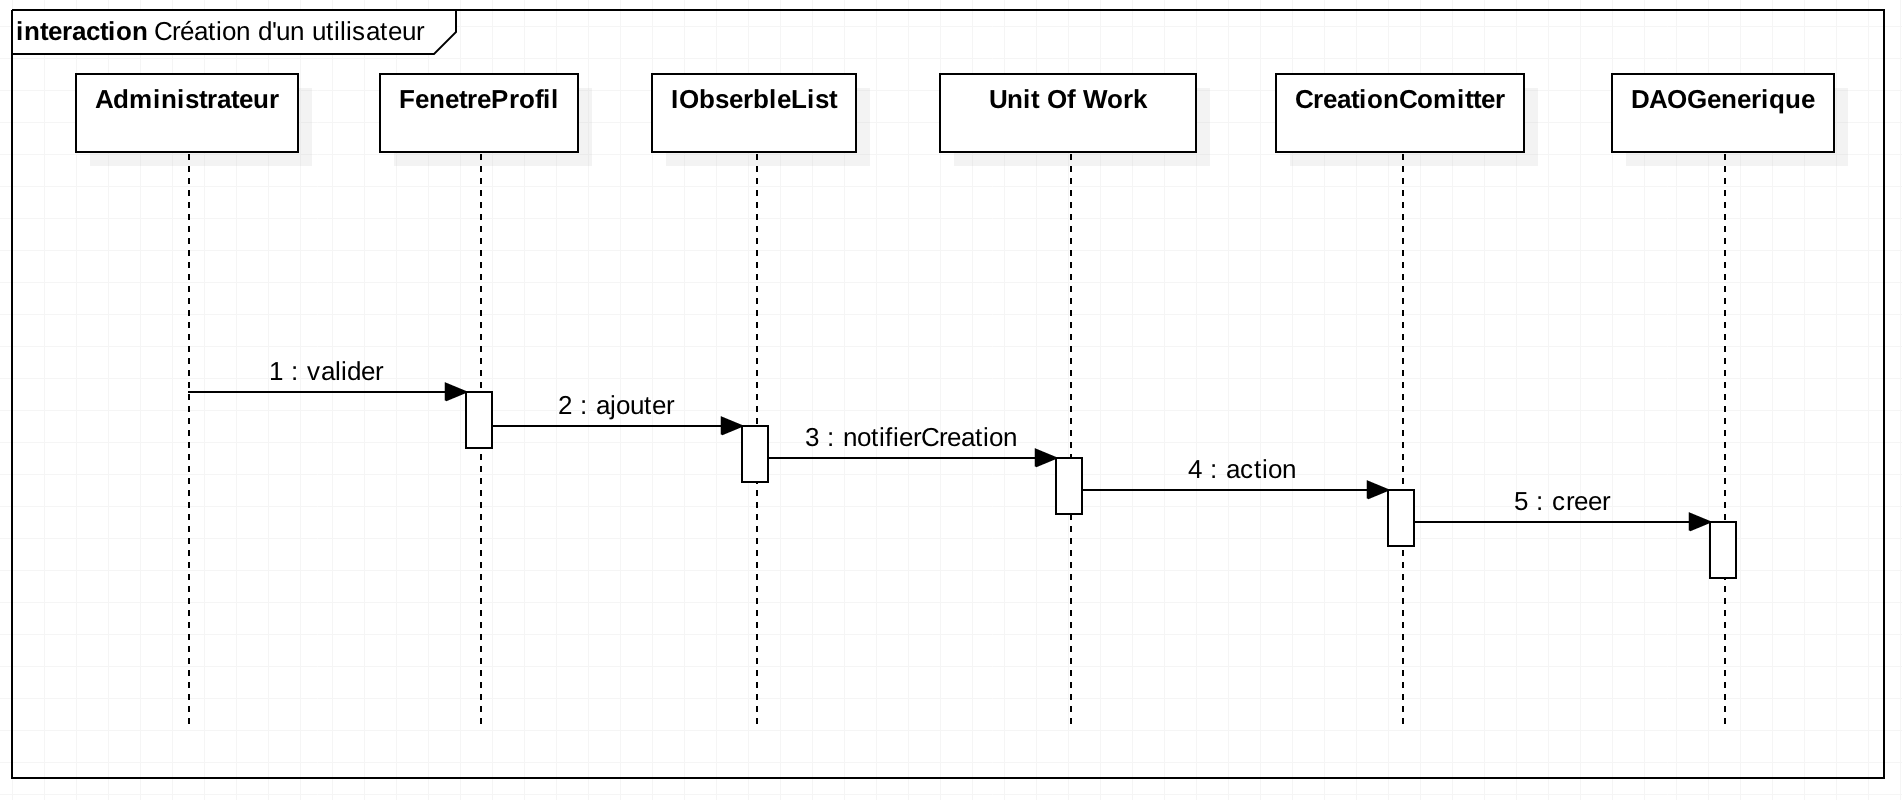 interaction Création d'un utilisateur
Administrateur
FenetreProfil
IObserbleList
Unit Of Work
CreationComitter
DAOGenerique
1 : valider
2 : ajouter
3 : notifierCreation
4 : action
5 : creer